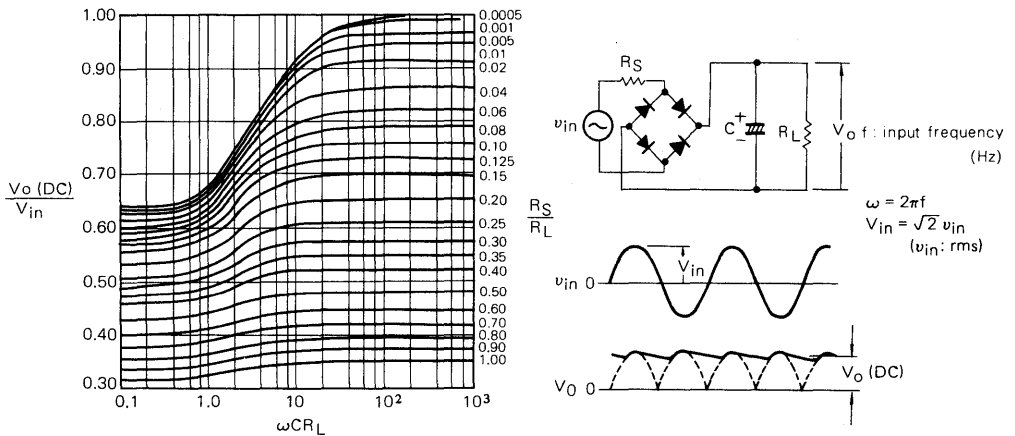 1.00
0.90
0.80
0.70
0.60
0.50
0.40
0.30
Vo (DC)
Vin
0.1
1.0
10
10²
10³
ωCRL
0.0005
0.001
0.005
0.01
0.02
0.04
0.06
0.08
0.10
0.125
0.15
0.20
0.25
0.30
0.35
0.40
0.50
0.60
0.70
0.80
0.90
1.00
RS
RL
RS
vin
C
+
−
RL
Vo
f : input frequency
(Hz)
ω = 2πf
Vin = √2 vin
(vin : rms)
vin 0
Vin
Vo 0
Vo (DC)